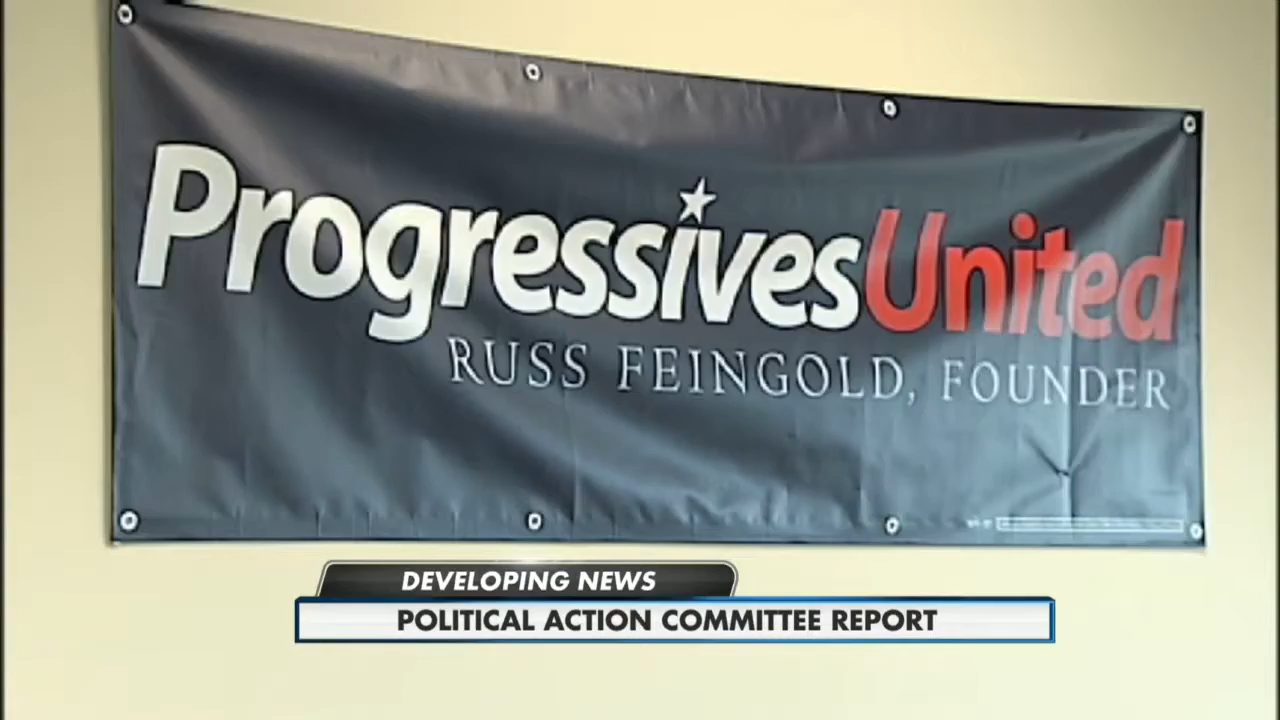 ProgressivesUnited
RUSS FEINGOLD, FOUNDER
DEVELOPING NEWS
POLITICAL ACTION COMMITTEE REPORT